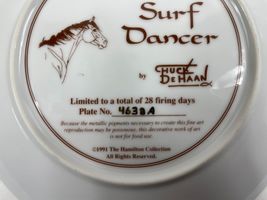 Surf
Dancer
by CHUCK
DEHAAN
Limited to a total of 28 firing days
Plate No. 4638A
Because the metallic pigments necessary to create this fine art
reproduction may be poisonous, this decorative work of art
is not for food use.
©1991 The Hamilton Collection
All Rights Reserved.